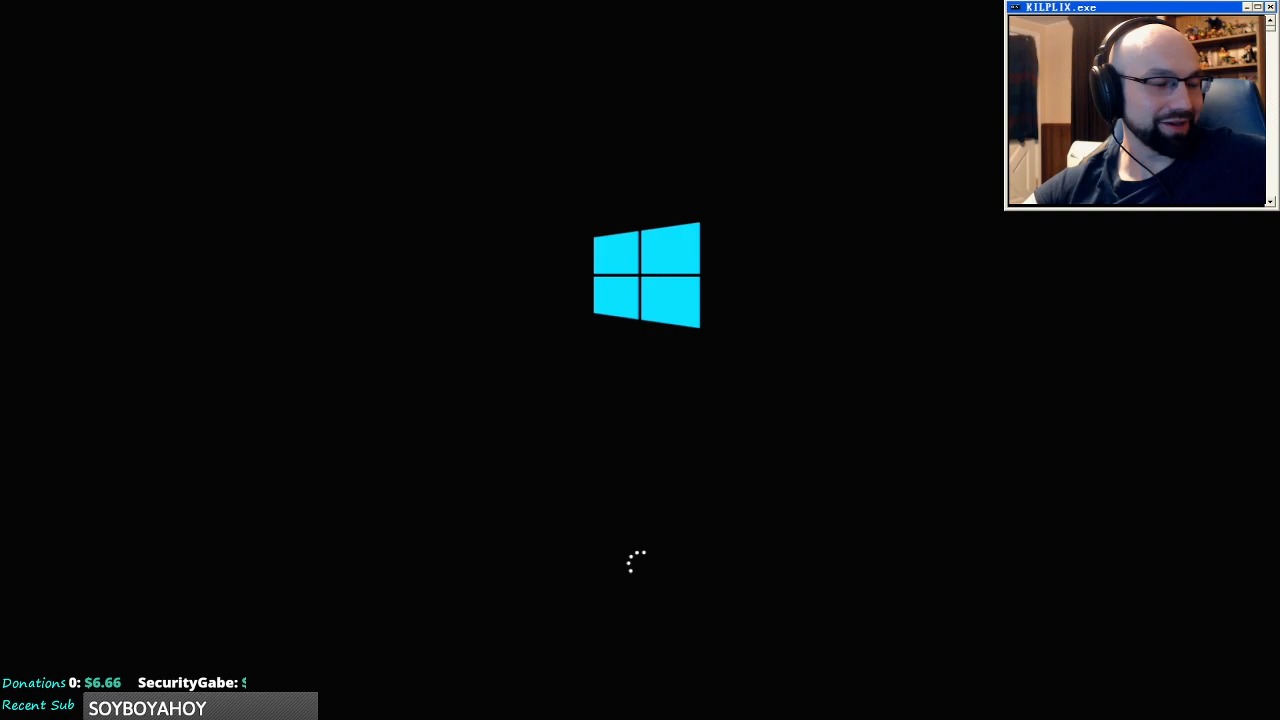 KILPLIX.exe
Donations 0: $6.66 SecurityGabe: $
Recent Sub SOYBOYAHOY